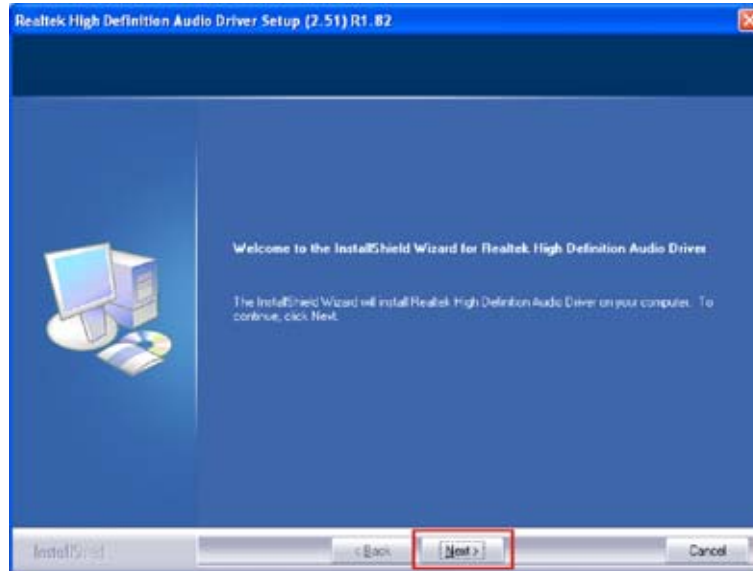 Realtek High Definition Audio Driver Setup (2.51) R1.82
Welcome to the InstallShield Wizard for Realtek High Definition Audio Driver
The InstallShield Wizard will install Realtek High Definition Audio Driver on your computer. To
continue, click Next.
InstallShield
< Back
Next >
Cancel